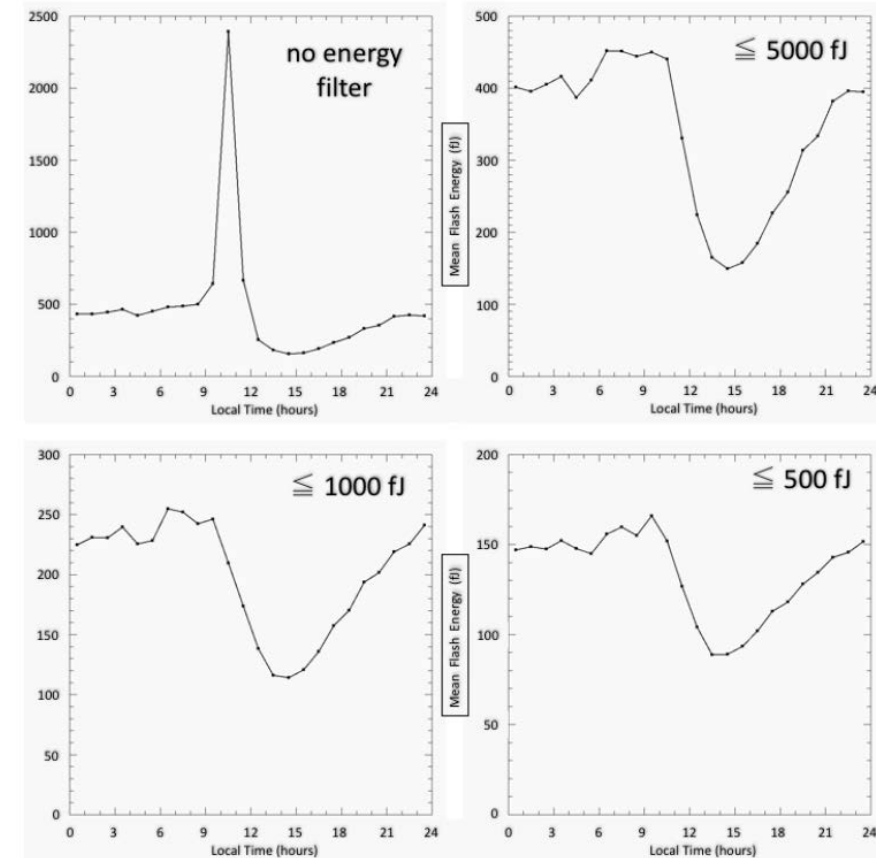 2500
2000
1500
1000
500
0
no energy
filter
0 3 6 9 12 15 18 21 24
Local Time (hours)
Mean Flash Energy (fJ)
500
400
300
200
100
0
≦ 5000 fJ
0 3 6 9 12 15 18 21 24
Local Time (hours)
300
250
200
150
100
50
0
≦ 1000 fJ
0 3 6 9 12 15 18 21 24
Local Time (hours)
Mean Flash Energy (fJ)
200
150
100
50
0
≦ 500 fJ
0 3 6 9 12 15 18 21 24
Local Time (hours)